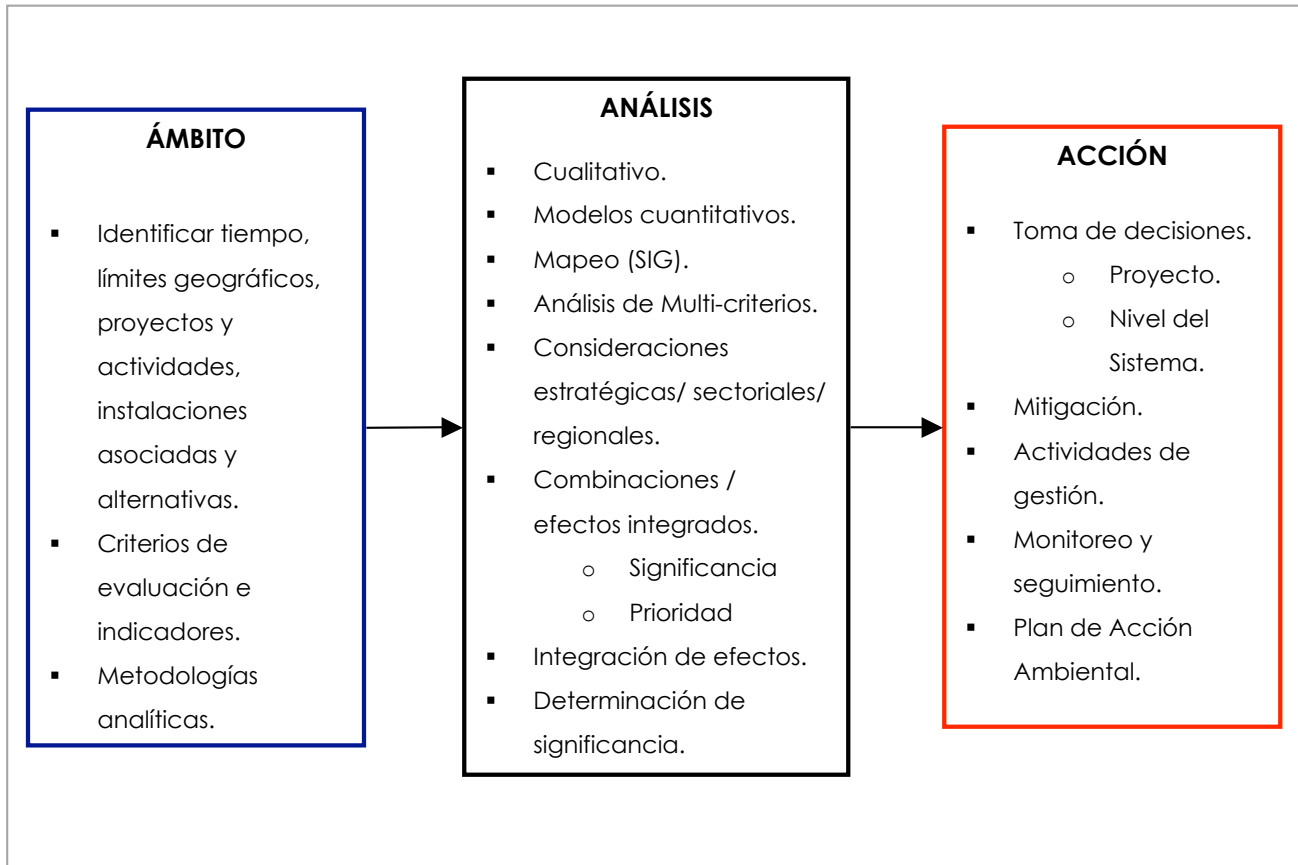 ÁMBITO
▪ Identificar tiempo,
límites geográficos,
proyectos y
actividades,
instalaciones
asociadas y
alternativas.
▪ Criterios de
evaluación e
indicadores.
▪ Metodologías
analíticas.
ANÁLISIS
▪ Cualitativo.
▪ Modelos cuantitativos.
▪ Mapeo (SIG).
▪ Análisis de Multi-criterios.
▪ Consideraciones
estratégicas/ sectoriales/
regionales.
▪ Combinaciones /
efectos integrados.
o Significancia
o Prioridad
▪ Integración de efectos.
▪ Determinación de
significancia.
ACCIÓN
▪ Toma de decisiones.
o Proyecto.
o Nivel del
Sistema.
▪ Mitigación.
▪ Actividades de
gestión.
▪ Monitoreo y
seguimiento.
▪ Plan de Acción
Ambiental.